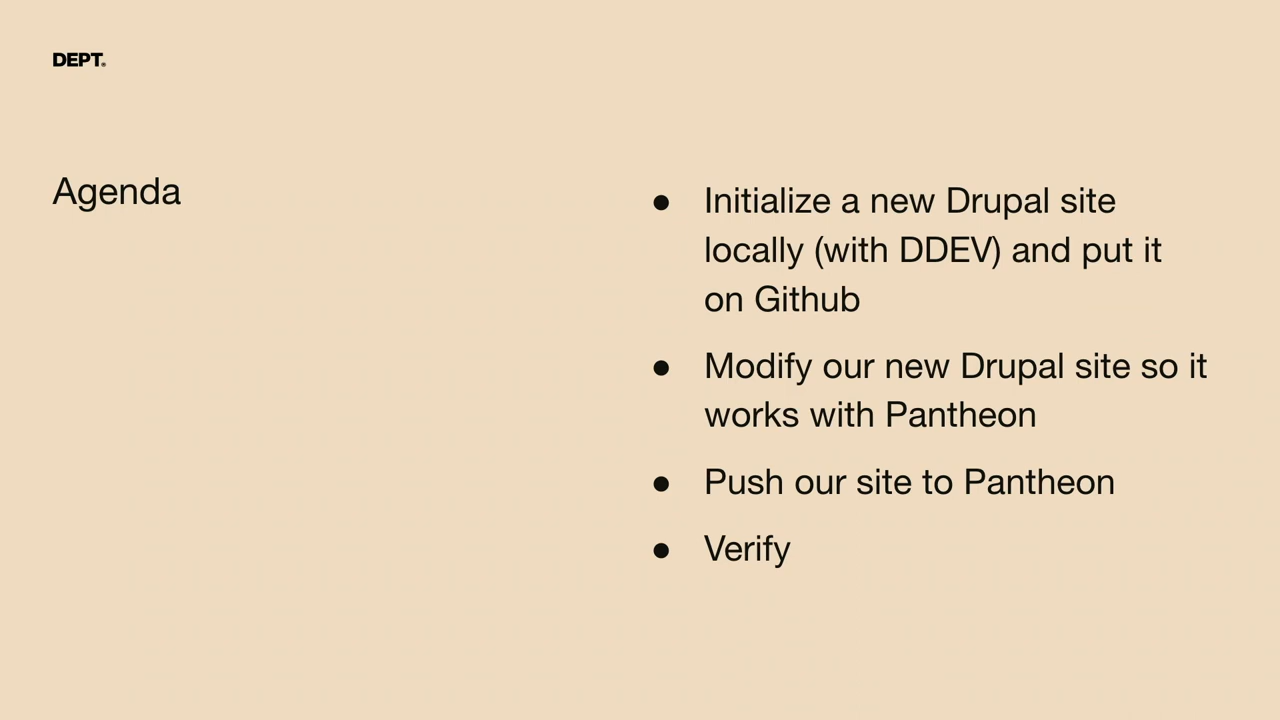 DEPT®
Agenda
● Initialize a new Drupal site
locally (with DDEV) and put it
on Github
● Modify our new Drupal site so it
works with Pantheon
● Push our site to Pantheon
● Verify